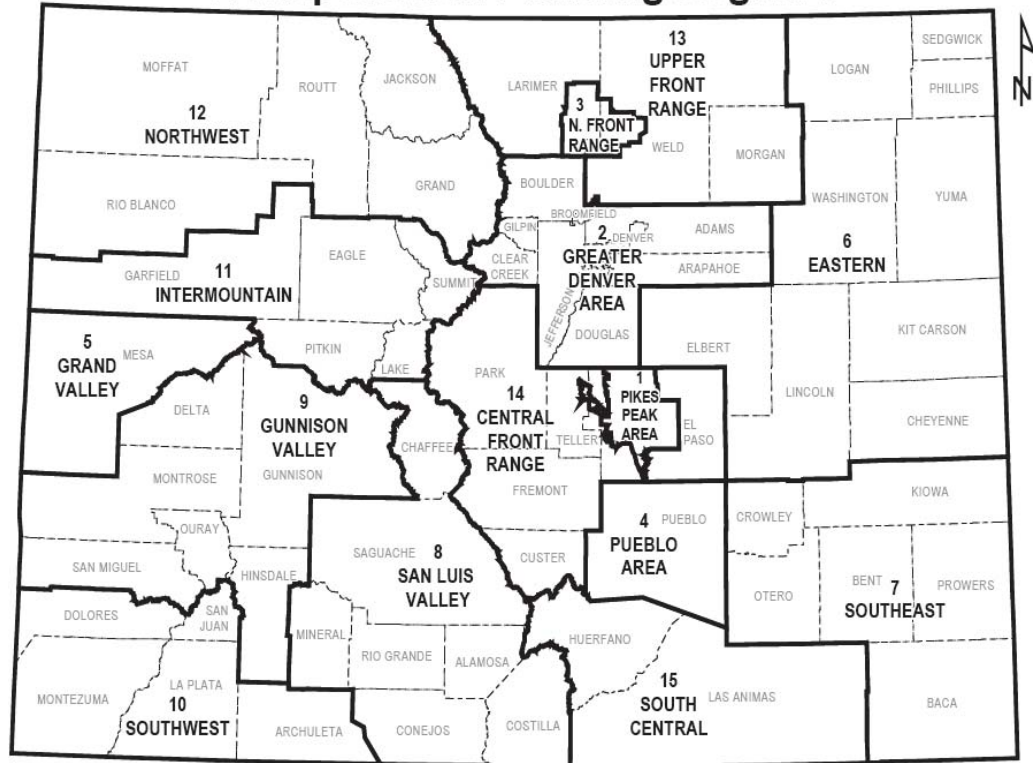 SEDGWICK
MOFFAT
JACKSON
13
UPPER
FRONT
RANGE
LOGAN
ROUTT
LARIMER
PHILLIPS
12
NORTHWEST
3
N. FRONT
RANGE
WELD
MORGAN
GRAND
BOULDER
WASHINGTON
YUMA
RIO BLANCO
BROOMFIELD
GILPIN
2
GREATER
DENVER
AREA
DENVER
ADAMS
6
EASTERN
EAGLE
CLEAR
CREEK
ARAPAHOE
GARFIELD
11
INTERMOUNTAIN
SUMMIT
JEFFERSON
DOUGLAS
KIT CARSON
5
GRAND
VALLEY
MESA
PITKIN
LAKE
PARK
ELBERT
LINCOLN
1
PIKES
PEAK
AREA
14
CENTRAL
FRONT
RANGE
DELTA
9
GUNNISON
VALLEY
CHAFFEE
TELLER
EL
PASO
CHEYENNE
MONTROSE
GUNNISON
FREMONT
KIOWA
OURAY
4
PUEBLO
AREA
PUEBLO
CROWLEY
SAGUACHE
8
SAN LUIS
VALLEY
CUSTER
SAN MIGUEL
HINSDALE
BENT
7
SOUTHEAST
PROWERS
OTERO
DOLORES
SAN
JUAN
MINERAL
HUERFANO
RIO GRANDE
ALAMOSA
MONTEZUMA
LA PLATA
10
SOUTHWEST
15
SOUTH
CENTRAL
LAS ANIMAS
BACA
ARCHULETA
CONEJOS
COSTILLA
N